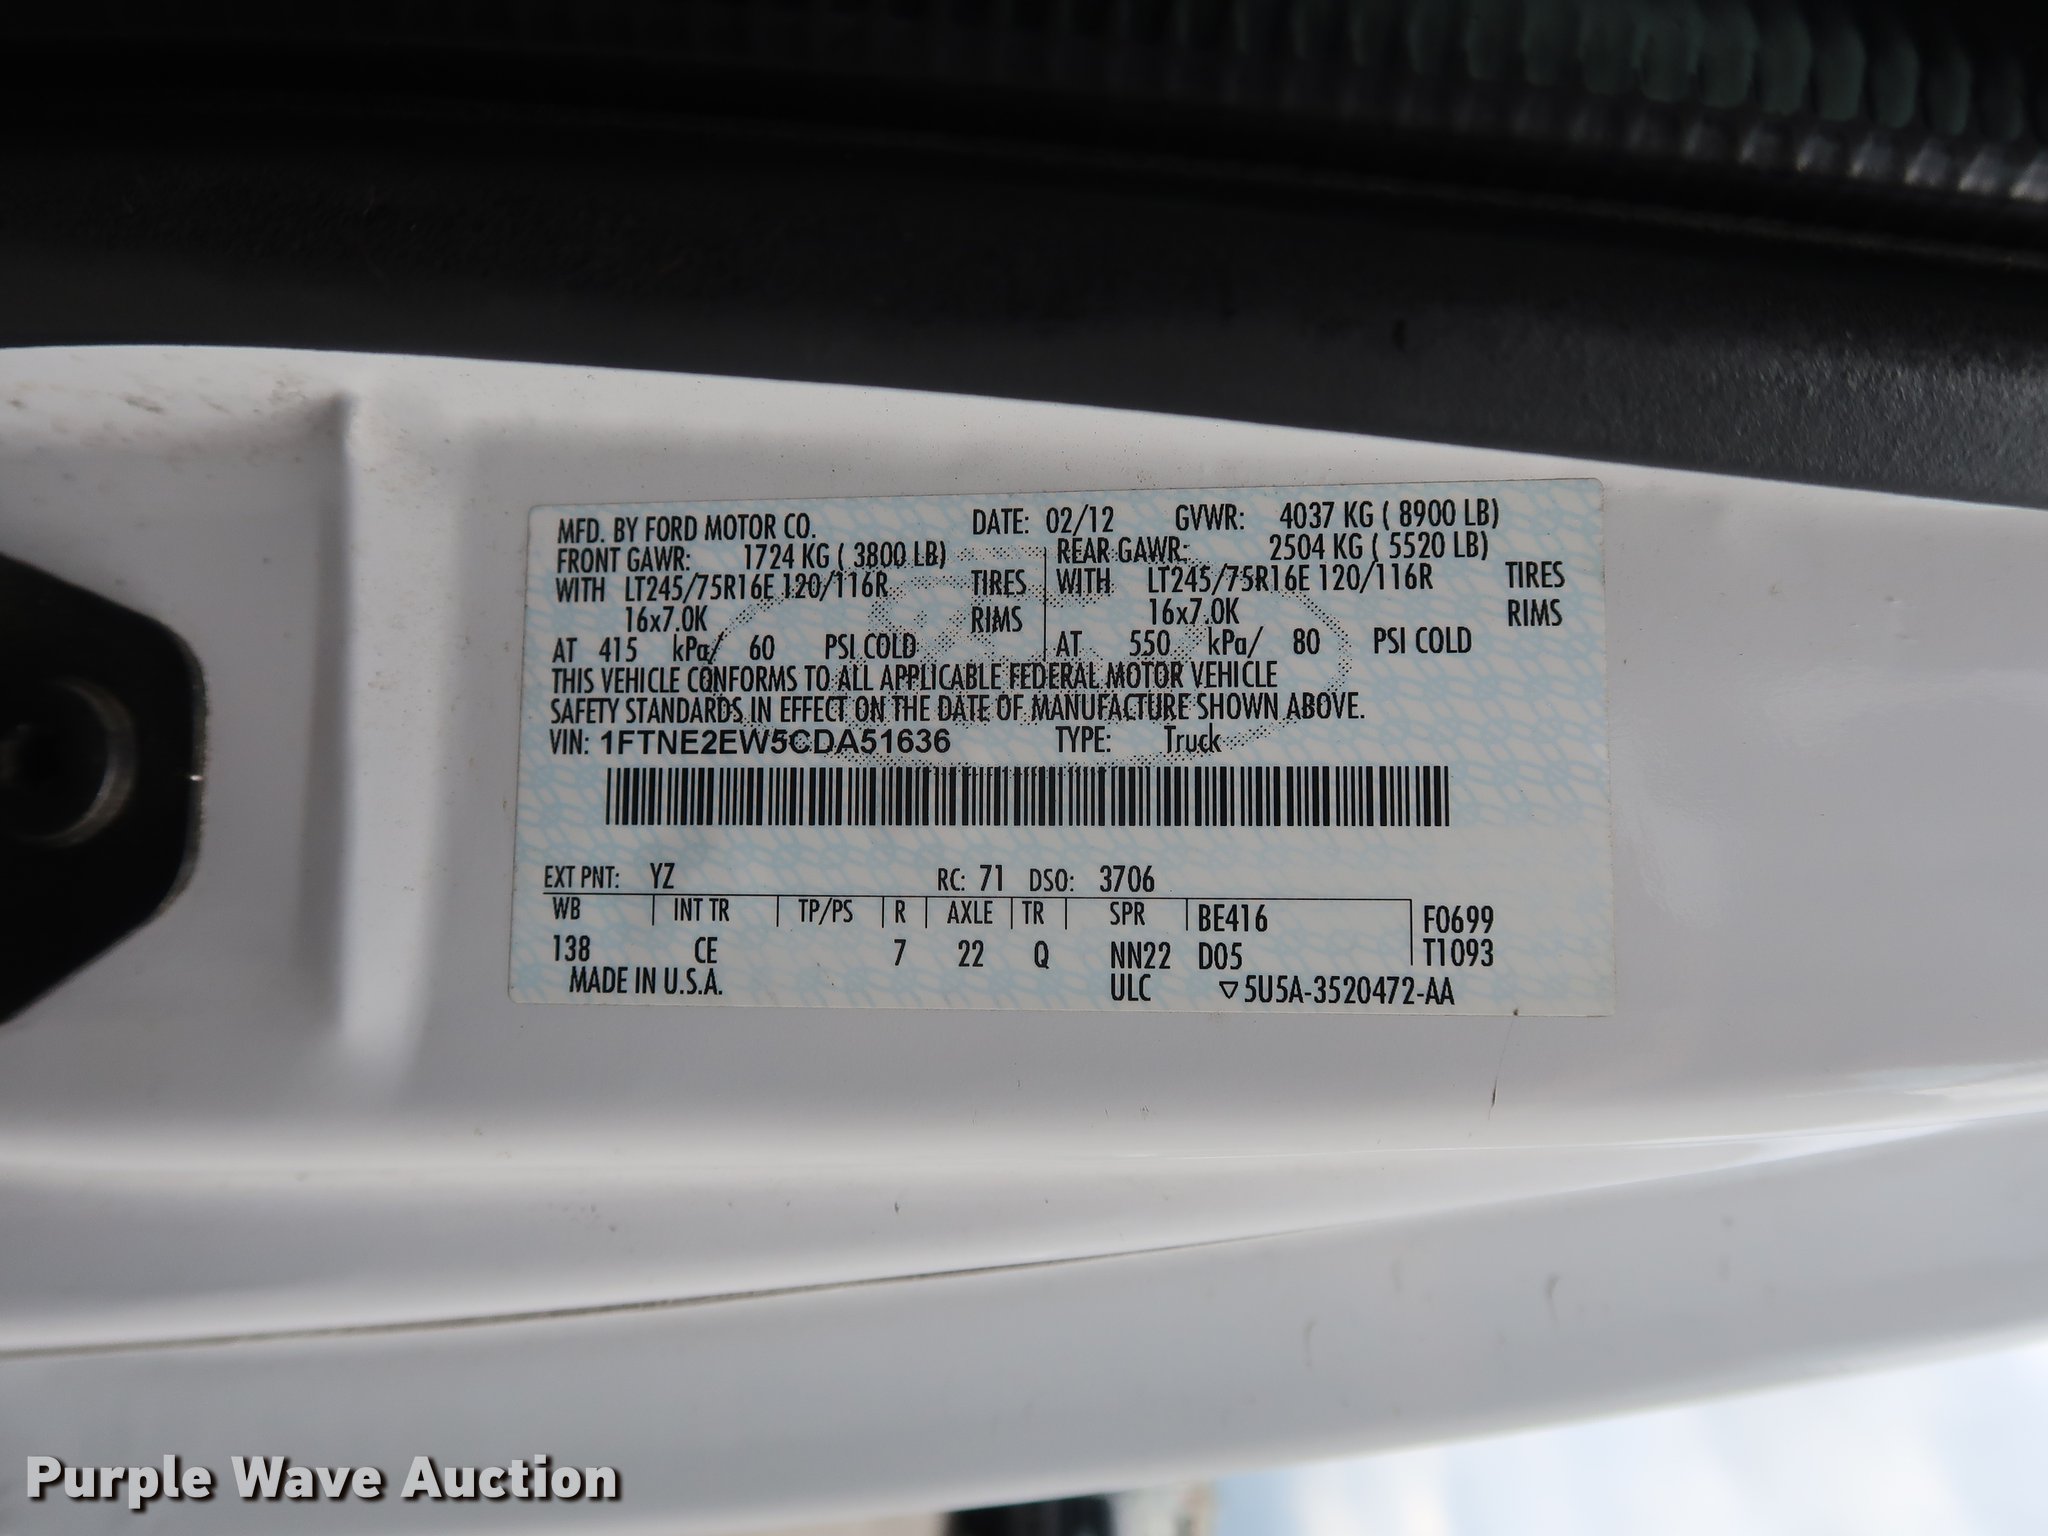 MFD. BY FORD MOTOR CO. DATE: 02/12 GVWR: 4037 KG ( 8900 LB)
FRONT GAWR: 1724 KG ( 3800 LB) REAR GAWR: 2504 KG ( 5520 LB)
WITH LT245/75R16E 120/116R TIRES WITH LT245/75R16E 120/116R TIRES
16x7.0K RIMS 16x7.0K RIMS
AT 415 kPa/ 60 PSI COLD AT 550 kPa/ 80 PSI COLD
THIS VEHICLE CONFORMS TO ALL APPLICABLE FEDERAL MOTOR VEHICLE
SAFETY STANDARDS IN EFFECT ON THE DATE OF MANUFACTURE SHOWN ABOVE.
VIN: 1FTNE2EW5CDA51636 TYPE: Truck
EXT PNT: YZ RC: 71 DSO: 3706
WB INT TR TP/PS R AXLE TR SPR BE416 F0699
138 CE 7 22 Q NN22 D05 T1093
MADE IN U.S.A. ULC ▽5U5A-3520472-AA
Purple Wave Auction